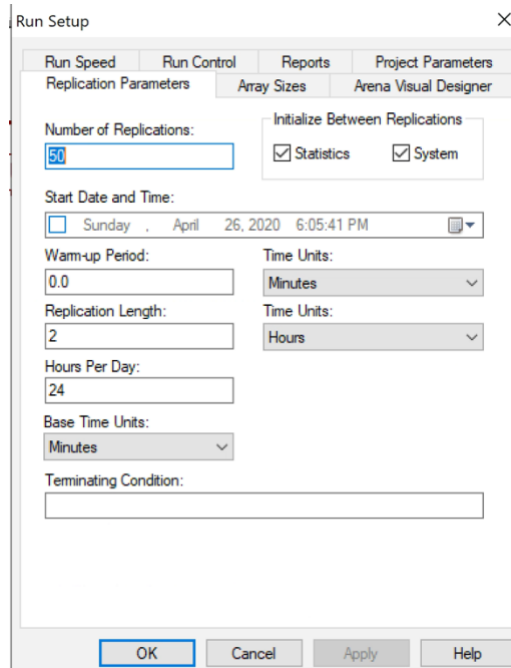 Run Setup
Run Speed Run Control Reports Project Parameters
Replication Parameters Array Sizes Arena Visual Designer
Number of Replications:
50
Initialize Between Replications
Statistics System
Start Date and Time:
Sunday , April 26, 2020 6:05:41 PM
Warm-up Period: Time Units:
0.0 Minutes
Replication Length: Time Units:
2 Hours
Hours Per Day:
24
Base Time Units:
Minutes
Terminating Condition:
OK Cancel Apply Help